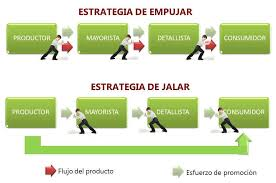 ESTRATEGIA DE EMPUJAR
PRODUCTOR MAYORISTA DETALLISTA CONSUMIDOR
ESTRATEGIA DE JALAR
PRODUCTOR MAYORISTA DETALLISTA CONSUMIDOR
Flujo del producto Esfuerzo de promoción